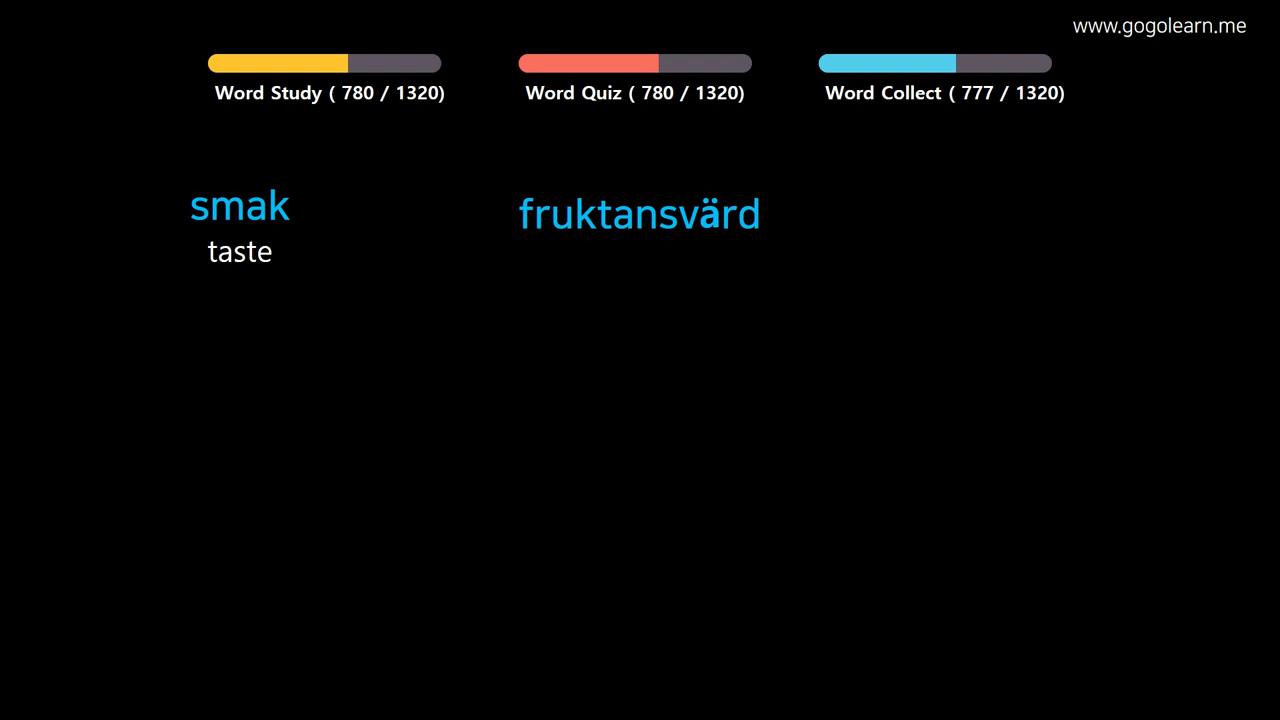 www.gogolearn.me
Word Study ( 780 / 1320)
Word Quiz ( 780 / 1320)
Word Collect ( 777 / 1320)
smak
taste
fruktansvärd